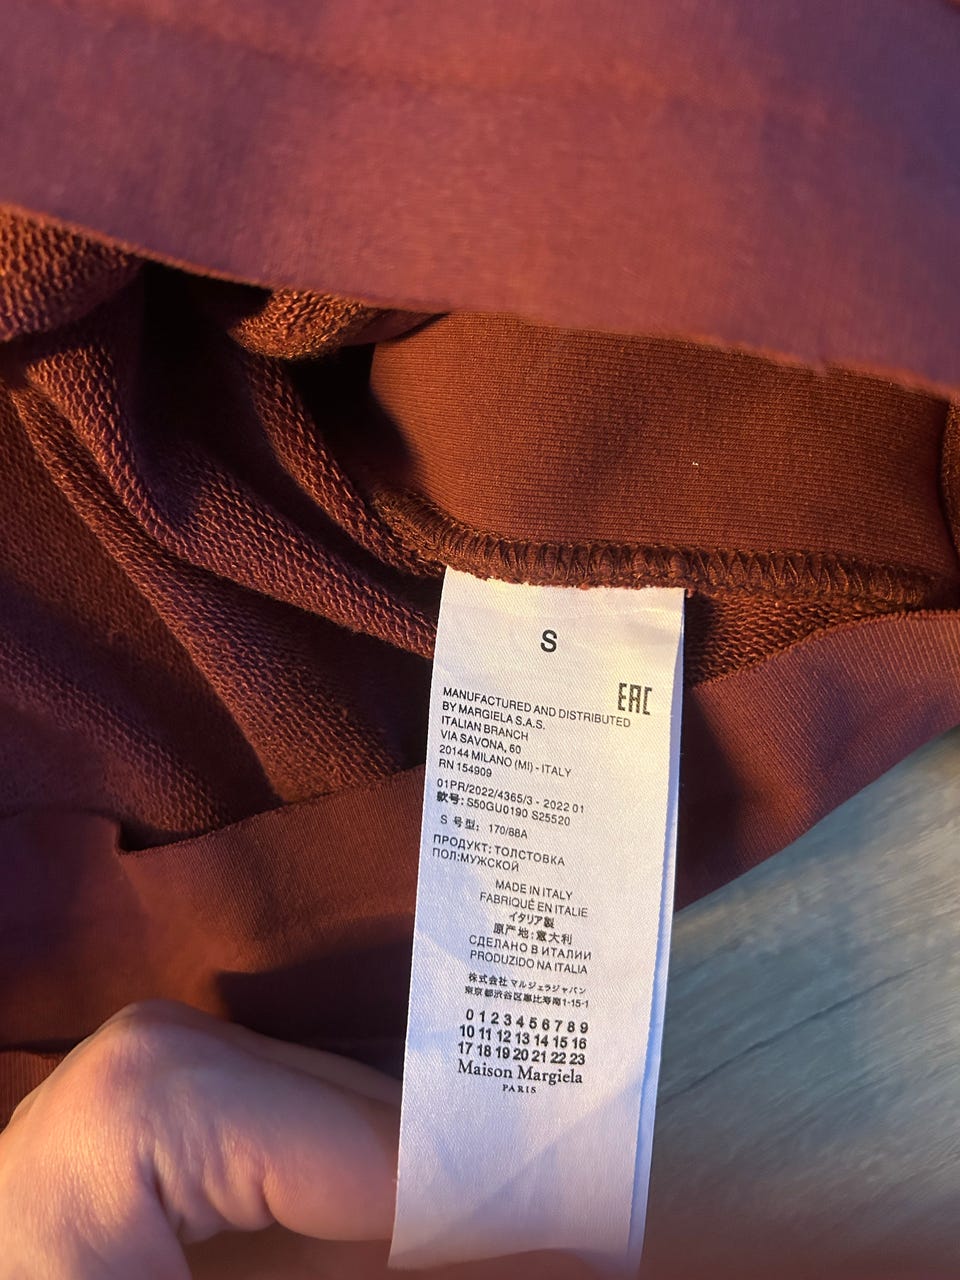 S
EAC
MANUFACTURED AND DISTRIBUTED
BY MARGIELA S.A.S.
ITALIAN BRANCH
VIA SAVONA, 60
20144 MILANO (MI) - ITALY
RN 154909
01PR/2022/4365/3 - 2022 01
款号: S50GU0190 S25520
S 号型: 170/88A
ПРОДУКТ: ТОЛСТОВКА
ПОЛ:МУЖСКОЙ
MADE IN ITALY
FABRIQUÉ EN ITALIE
イタリア製
原产地:意大利
СДЕЛАНО В ИТАЛИИ
PRODUZIDO NA ITALIA
株式会社 マルジェラジャパン
東京都渋谷区恵比寿南1-15-1
0 1 2 3 4 5 6 7 8 9
10 11 12 13 14 15 16
17 18 19 20 21 22 23
Maison Margiela
PARIS